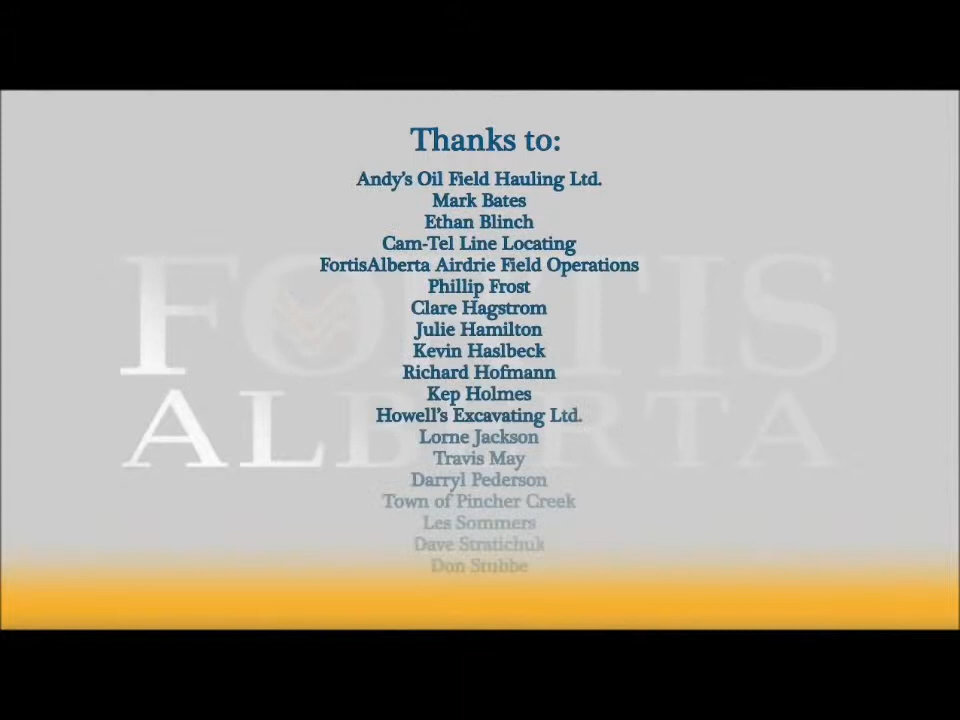 Thanks to:
Andy's Oil Field Hauling Ltd.
Mark Bates
Ethan Blinch
Cam-Tel Line Locating
FortisAlberta Airdrie Field Operations
Phillip Frost
Clare Hagstrom
Julie Hamilton
Kevin Haslbeck
Richard Hofmann
Kep Holmes
Howell's Excavating Ltd.
Lorne Jackson
Travis May
Darryl Pederson
Town of Pincher Creek
Les Sommers
Dave Stratichuk
Don Stubbe
FORTIS
ALBERTA